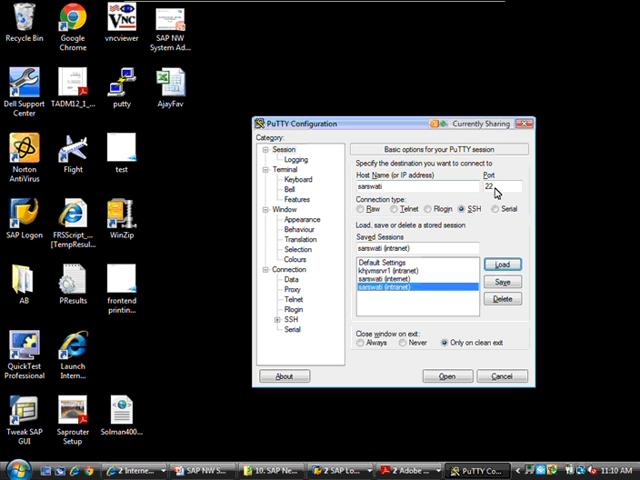 Recycle Bin
Google
Chrome
vncviewer
SAP NW
System Ad...
Dell Support
Center
TADM12_1_...
putty
AjayFav
Norton
AntiVirus
Flight
test
SAP Logon
FRSScript_...
[TempResul...
WinZip
AB
PResults
frontend
printin...
QuickTest
Professional
Launch
Intern...
Tweak SAP
GUI
Saprouter
Setup
Solman400...
PuTTY Configuration
Currently Sharing
Category:
Session
Logging
Terminal
Keyboard
Bell
Features
Window
Appearance
Behaviour
Translation
Selection
Colours
Connection
Data
Proxy
Telnet
Rlogin
SSH
Serial
Basic options for your PuTTY session
Specify the destination you want to connect to
Host Name (or IP address)
Port
sarswati
22
Connection type:
Raw
Telnet
Rlogin
SSH
Serial
Load, save or delete a stored session
Saved Sessions
sarswati (intranet)
Default Settings
khjvmsrvr1 (intranet)
sarswati (internet)
sarswati (intranet)
Load
Save
Delete
Close window on exit:
Always
Never
Only on clean exit
About
Open
Cancel
2 Interne...
SAP NW S...
10. SAP Ne...
2 SAP Lo...
2 Adobe ...
PuTTY Co...
11:10 AM